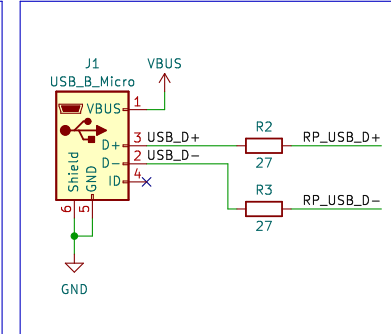 J1
USB_B_Micro
VBUS
VBUS
1
D+
3
USB_D+
D-
2
USB_D-
ID
4
Shield
GND
6
5
GND
R2
27
RP_USB_D+
R3
27
RP_USB_D-